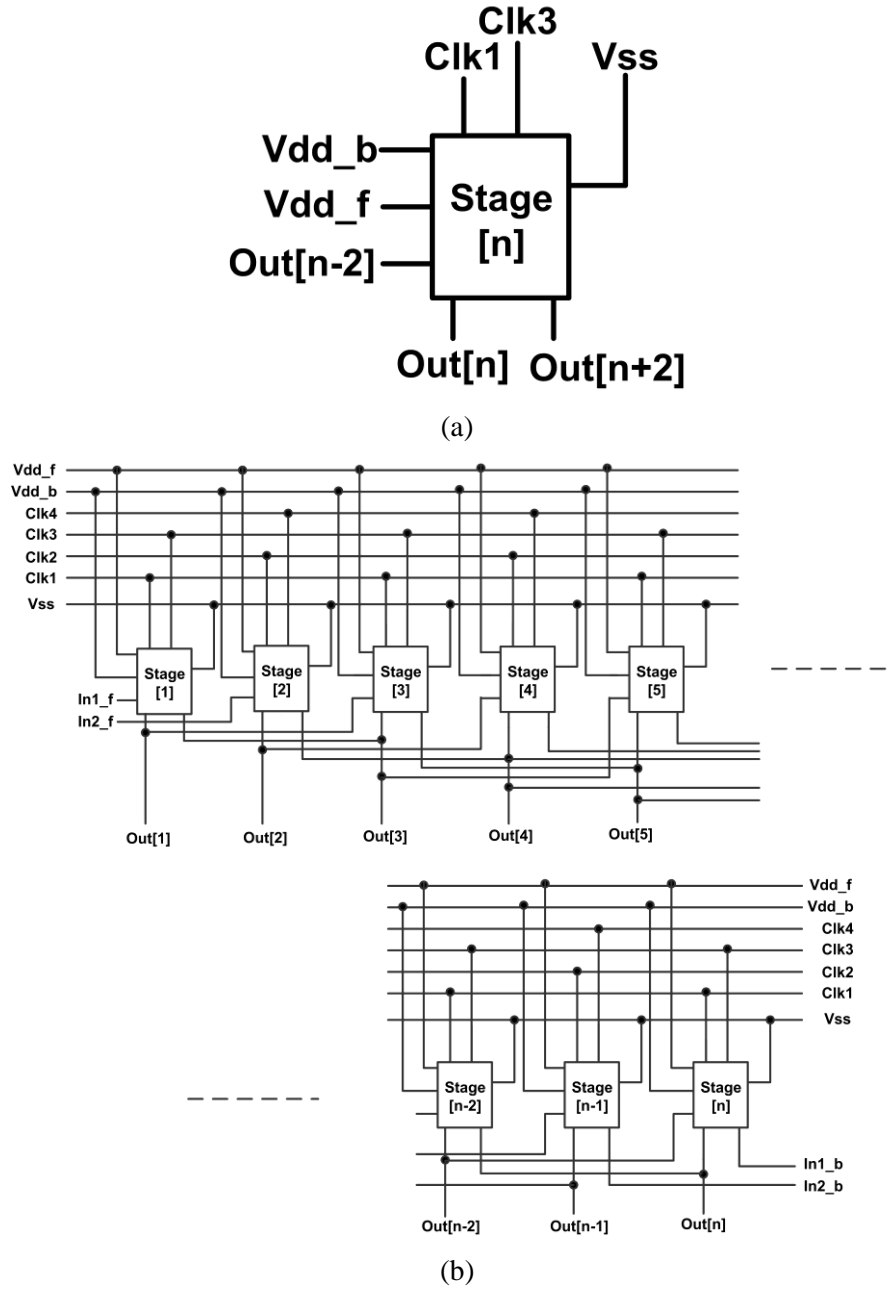 Clk3
Clk1
Vss
Vdd_b
Vdd_f
Out[n-2]
Stage
[n]
Out[n]
Out[n+2]
(a)
Vdd_f
Vdd_b
Clk4
Clk3
Clk2
Clk1
Vss
Stage
[1]
Stage
[2]
Stage
[3]
Stage
[4]
Stage
[5]
In1_f
In2_f
Out[1]
Out[2]
Out[3]
Out[4]
Out[5]
Vdd_f
Vdd_b
Clk4
Clk3
Clk2
Clk1
Vss
Stage
[n-2]
Stage
[n-1]
Stage
[n]
In1_b
In2_b
Out[n-2]
Out[n-1]
Out[n]
(b)